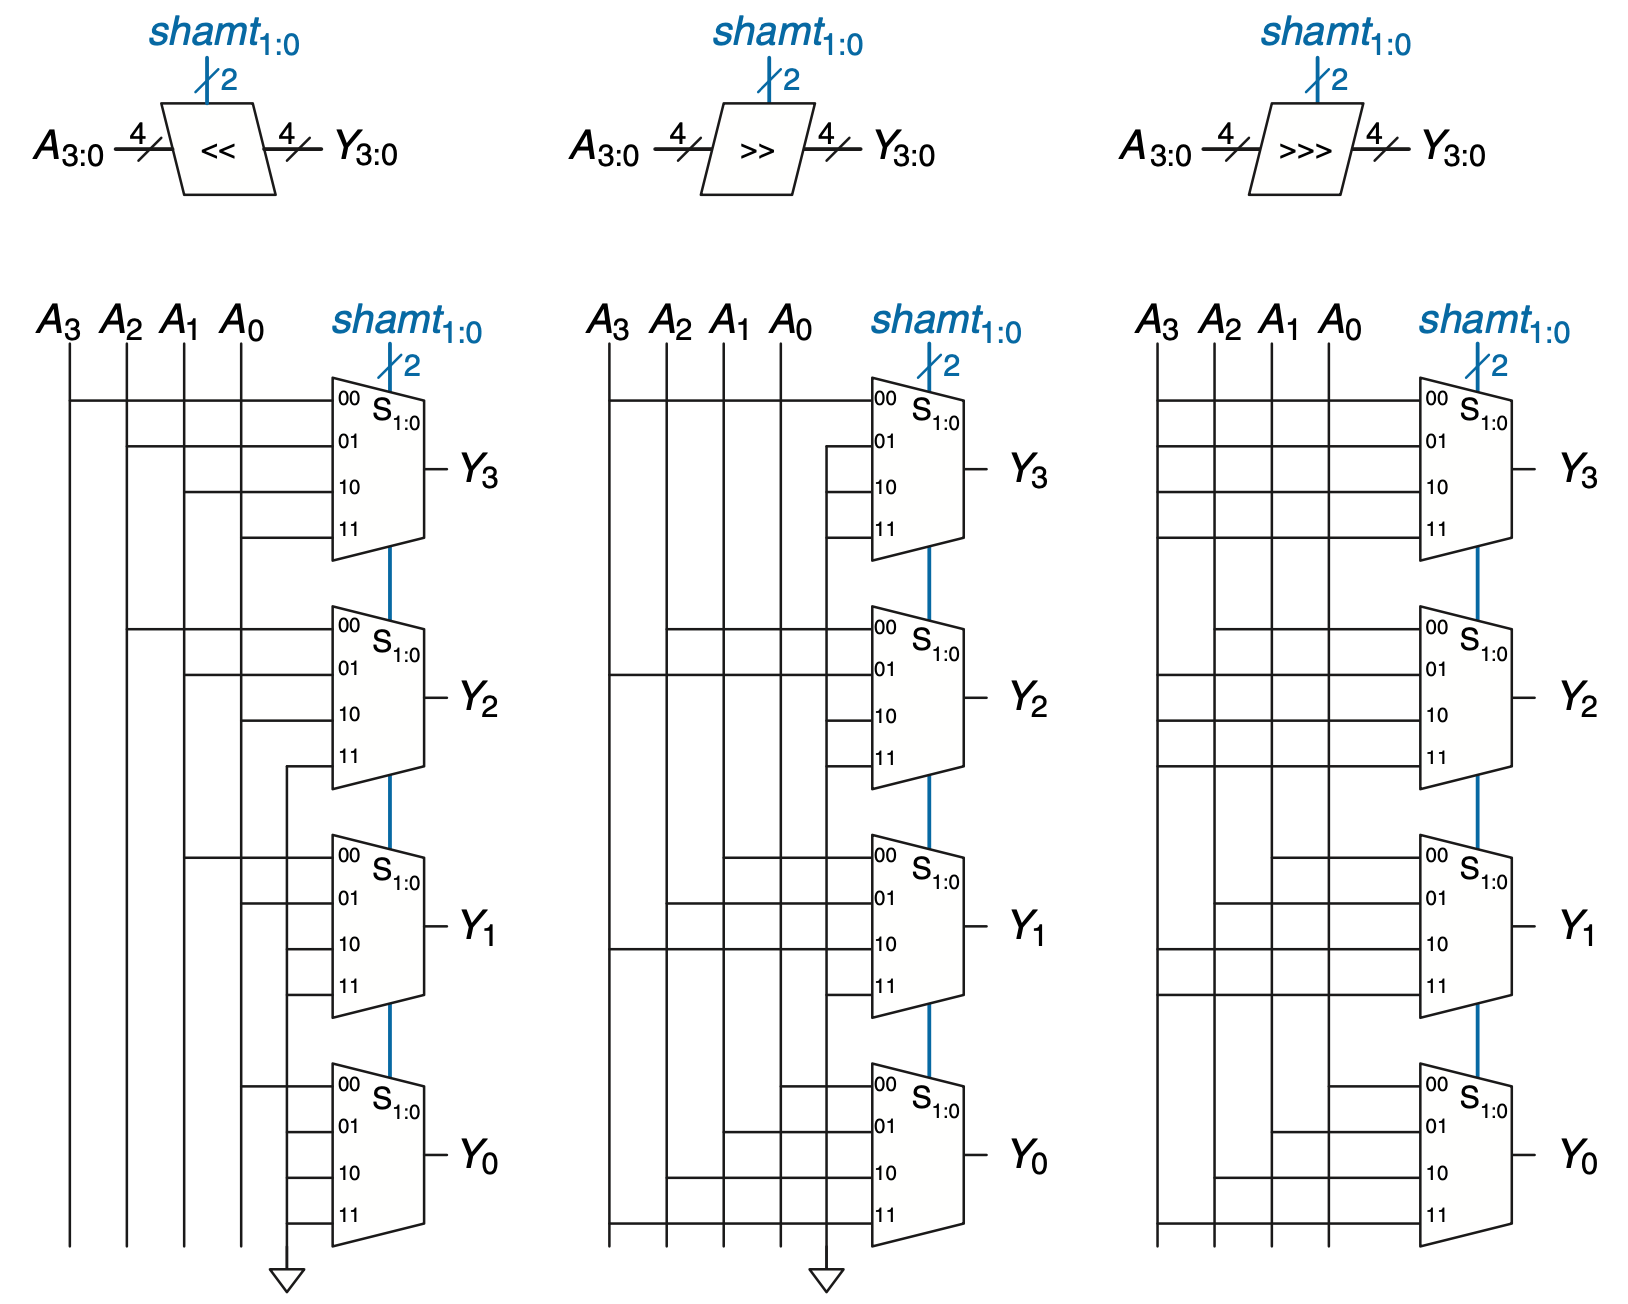 shamt1:0 shamt1:0 shamt1:0
2 2 2
A3:0 4 << 4 Y3:0 A3:0 4 >> 4 Y3:0 A3:0 4 >>> 4 Y3:0
A3 A2 A1 A0 shamt1:0 A3 A2 A1 A0 shamt1:0 A3 A2 A1 A0 shamt1:0
2 2 2
00 S1:0 00 S1:0 00 S1:0
01 01 01
Y3 Y3 Y3
10 10 10
11 11 11
00 S1:0 00 S1:0 00 S1:0
01 01 01
Y2 Y2 Y2
10 10 10
11 11 11
00 S1:0 00 S1:0 00 S1:0
01 01 01
Y1 Y1 Y1
10 10 10
11 11 11
00 S1:0 00 S1:0 00 S1:0
01 01 01
Y0 Y0 Y0
10 10 10
11 11 11